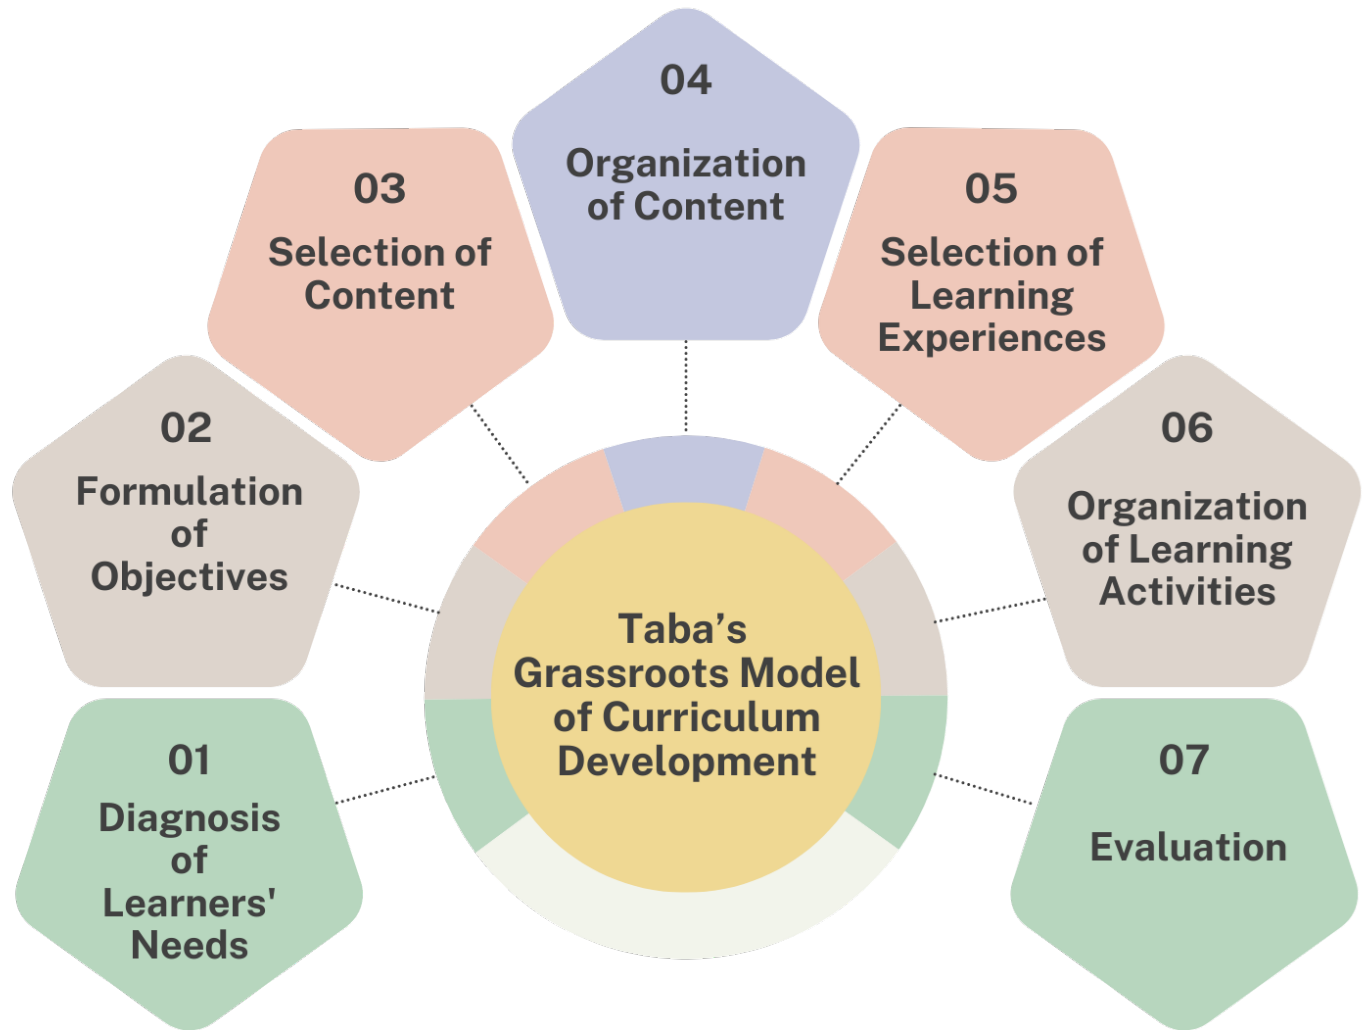 01
Diagnosis
of
Learners'
Needs
02
Formulation
of
Objectives
03
Selection of
Content
04
Organization
of Content
05
Selection of
Learning
Experiences
06
Organization
of Learning
Activities
07
Evaluation
Taba’s
Grassroots Model
of Curriculum
Development